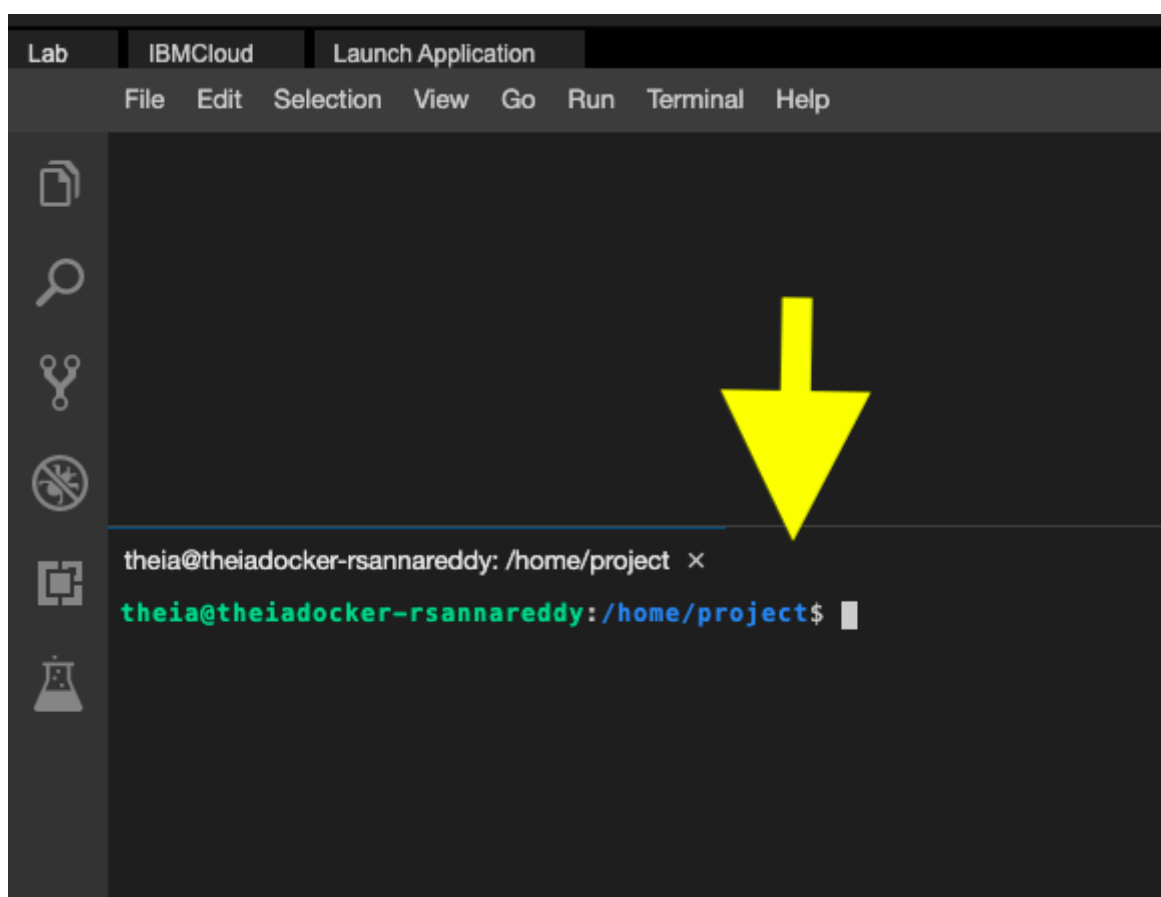 Lab IBMCloud Launch Application
File Edit Selection View Go Run Terminal Help
theia@theiadocker-rsannareddy: /home/project ×
theia@theiadocker-rsannareddy:/home/project$